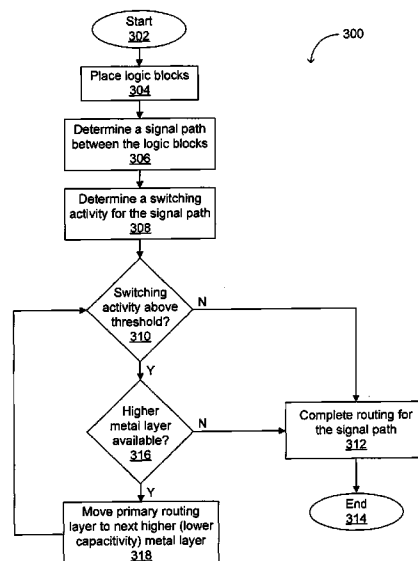 Start
302
300
Place logic blocks
304
Determine a signal path
between the logic blocks
306
Determine a switching
activity for the signal path
308
Switching
activity above
threshold?
310
N
Y
Higher
metal layer
available?
316
N
Complete routing for
the signal path
312
Y
End
314
Move primary routing
layer to next higher (lower
capacitivity) metal layer
318